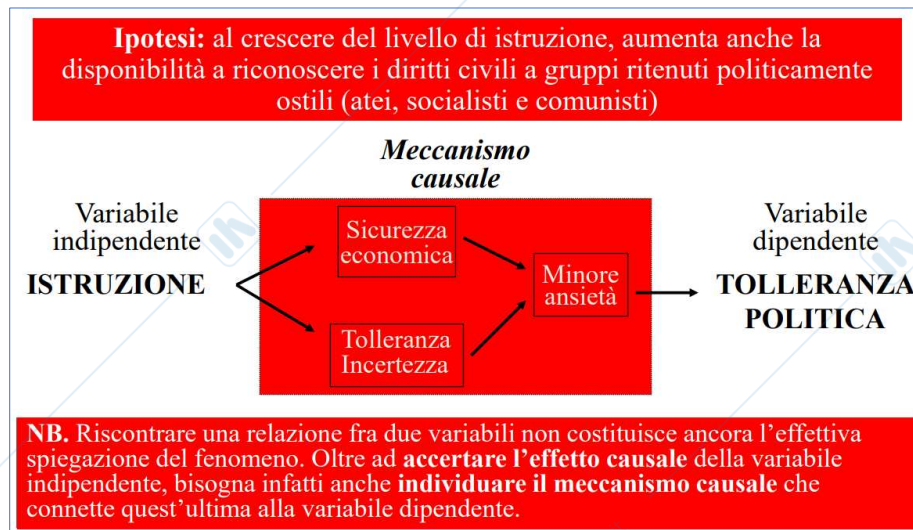 Ipotesi: al crescere del livello di istruzione, aumenta anche la
disponibilità a riconoscere i diritti civili a gruppi ritenuti politicamente
ostili (atei, socialisti e comunisti)
Meccanismo
causale
Variabile
indipendente
ISTRUZIONE
Sicurezza
economica
Tolleranza
Incertezza
Minore
ansietà
Variabile
dipendente
TOLLERANZA
POLITICA
NB. Riscontrare una relazione fra due variabili non costituisce ancora l'effettiva
spiegazione del fenomeno. Oltre ad accertare l'effetto causale della variabile
indipendente, bisogna infatti anche individuare il meccanismo causale che
connette quest'ultima alla variabile dipendente.